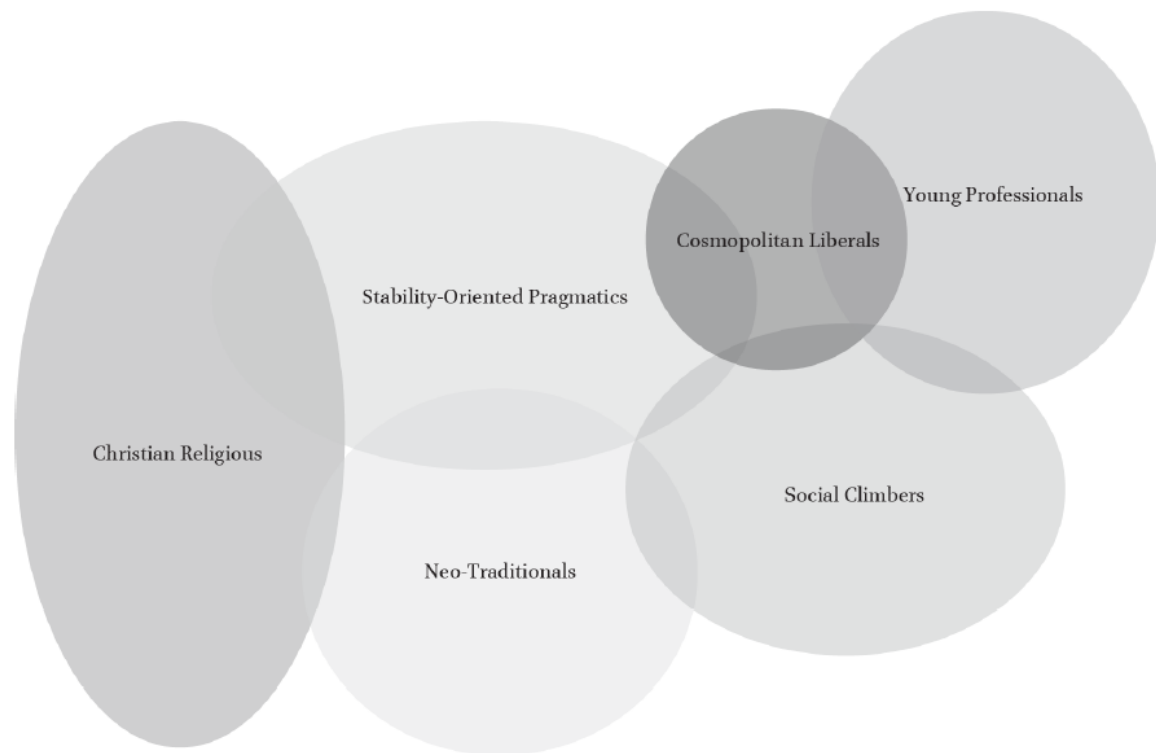 Young Professionals
Cosmopolitan Liberals
Stability-Oriented Pragmatics
Christian Religious
Social Climbers
Neo-Traditionals